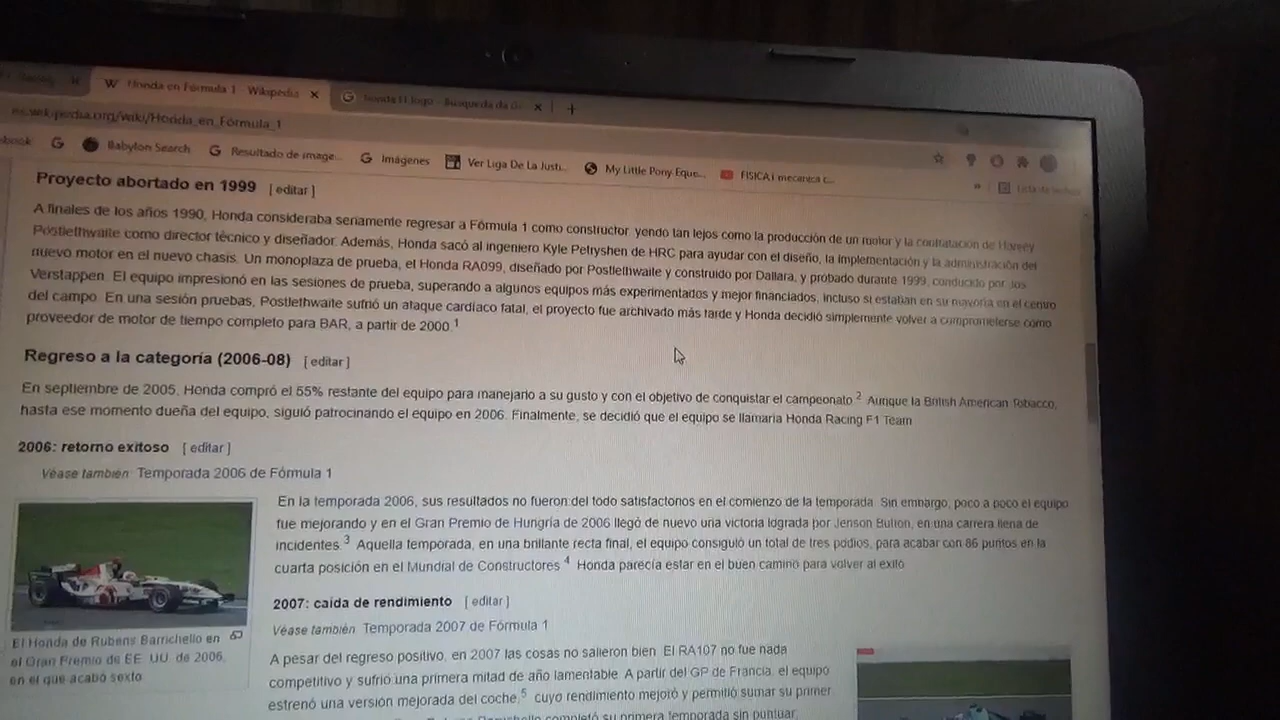 Honda en Fórmula 1 - Wikipedia
honda f1 logo - Búsqueda de G
es.wikipedia.org/wiki/Honda_en_Fórmula_1
ebook
Babylon Search
Resultado de image...
Imágenes
Ver Liga De La Justi...
My Little Pony Eque...
FISICA I mecanica c...
Proyecto abortado en 1999 [ editar ]
A finales de los años 1990, Honda consideraba seriamente regresar a Fórmula 1 como constructor yendo tan lejos como la producción de un motor y la contratación de Harvey
Postlethwaite como director técnico y diseñador. Además, Honda sacó al ingeniero Kyle Petryshen de HRC para ayudar con el diseño, la implementación y la administración del
nuevo motor en el nuevo chasis. Un monoplaza de prueba, el Honda RA099, diseñado por Postlethwaite y construido por Dallara, y probado durante 1999, conducido por Jos
Verstappen. El equipo impresionó en las sesiones de prueba, superando a algunos equipos más experimentados y mejor financiados, incluso si estaban en su mayoría en el centro
del campo. En una sesión pruebas, Postlethwaite sufrió un ataque cardíaco fatal, el proyecto fue archivado más tarde y Honda decidió simplemente volver a comprometerse como
proveedor de motor de tiempo completo para BAR, a partir de 2000.1
Regreso a la categoría (2006-08) [ editar ]
En septiembre de 2005, Honda compró el 55% restante del equipo para manejarlo a su gusto y con el objetivo de conquistar el campeonato.2 Aunque la British American Tobacco,
hasta ese momento dueña del equipo, siguió patrocinando el equipo en 2006. Finalmente, se decidió que el equipo se llamaría Honda Racing F1 Team
2006: retorno exitoso [ editar ]
Véase también: Temporada 2006 de Fórmula 1
En la temporada 2006, sus resultados no fueron del todo satisfactorios en el comienzo de la temporada. Sin embargo, poco a poco el equipo
fue mejorando y en el Gran Premio de Hungría de 2006 llegó de nuevo una victoria lograda por Jenson Button, en una carrera llena de
incidentes.3 Aquella temporada, en una brillante recta final, el equipo consiguió un total de tres podios, para acabar con 86 puntos en la
cuarta posición en el Mundial de Constructores.4 Honda parecía estar en el buen camino para volver al éxito
El Honda de Rubens Barrichello en
el Gran Premio de EE. UU. de 2006,
en el que acabó sexto
2007: caída de rendimiento [ editar ]
Véase también: Temporada 2007 de Fórmula 1
A pesar del regreso positivo, en 2007 las cosas no salieron bien. El RA107 no fue nada
competitivo y sufrió una primera mitad de año lamentable. A partir del GP de Francia, el equipo
estrenó una versión mejorada del coche,5 cuyo rendimiento mejoró y permitió sumar su primer
Barrichello completó su primera temporada sin puntuar